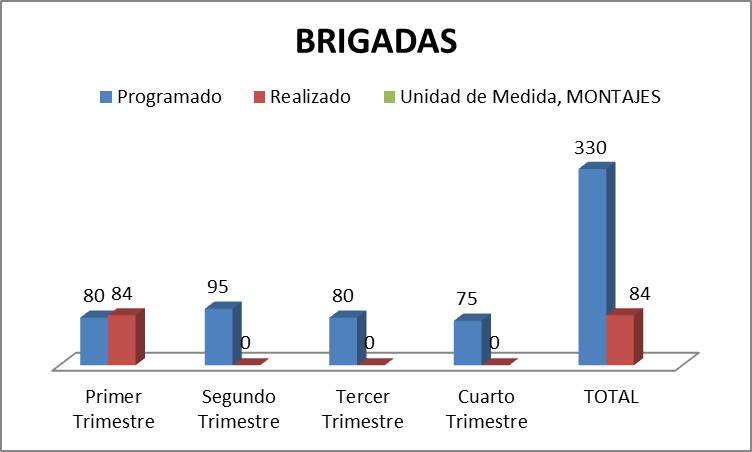 BRIGADAS
Programado Realizado Unidad de Medida, MONTAJES
330
80 84 95 0 80 0 75 0 84
Primer Trimestre
Segundo Trimestre
Tercer Trimestre
Cuarto Trimestre
TOTAL